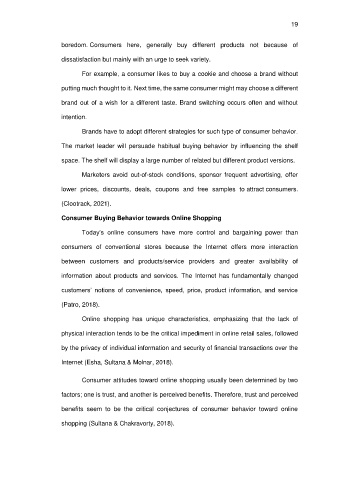 19
boredom. Consumers here, generally buy different products not because of
dissatisfaction but mainly with an urge to seek variety.
For example, a consumer likes to buy a cookie and choose a brand without
putting much thought to it. Next time, the same consumer might may choose a different
brand out of a wish for a different taste. Brand switching occurs often and without
intention.
Brands have to adopt different strategies for such type of consumer behavior.
The market leader will persuade habitual buying behavior by influencing the shelf
space. The shelf will display a large number of related but different product versions.
Marketers avoid out-of-stock conditions, sponsor frequent advertising, offer
lower prices, discounts, deals, coupons and free samples to attract consumers.
(Clootrack, 2021).
Consumer Buying Behavior towards Online Shopping
Today's online consumers have more control and bargaining power than
consumers of conventional stores because the Internet offers more interaction
between customers and products/service providers and greater availability of
information about products and services. The Internet has fundamentally changed
customers' notions of convenience, speed, price, product information, and service
(Patro, 2018).
Online shopping has unique characteristics, emphasizing that the lack of
physical interaction tends to be the critical impediment in online retail sales, followed
by the privacy of individual information and security of financial transactions over the
Internet (Esha, Sultana & Molnar, 2018).
Consumer attitudes toward online shopping usually been determined by two
factors; one is trust, and another is perceived benefits. Therefore, trust and perceived
benefits seem to be the critical conjectures of consumer behavior toward online
shopping (Sultana & Chakravorty, 2018).